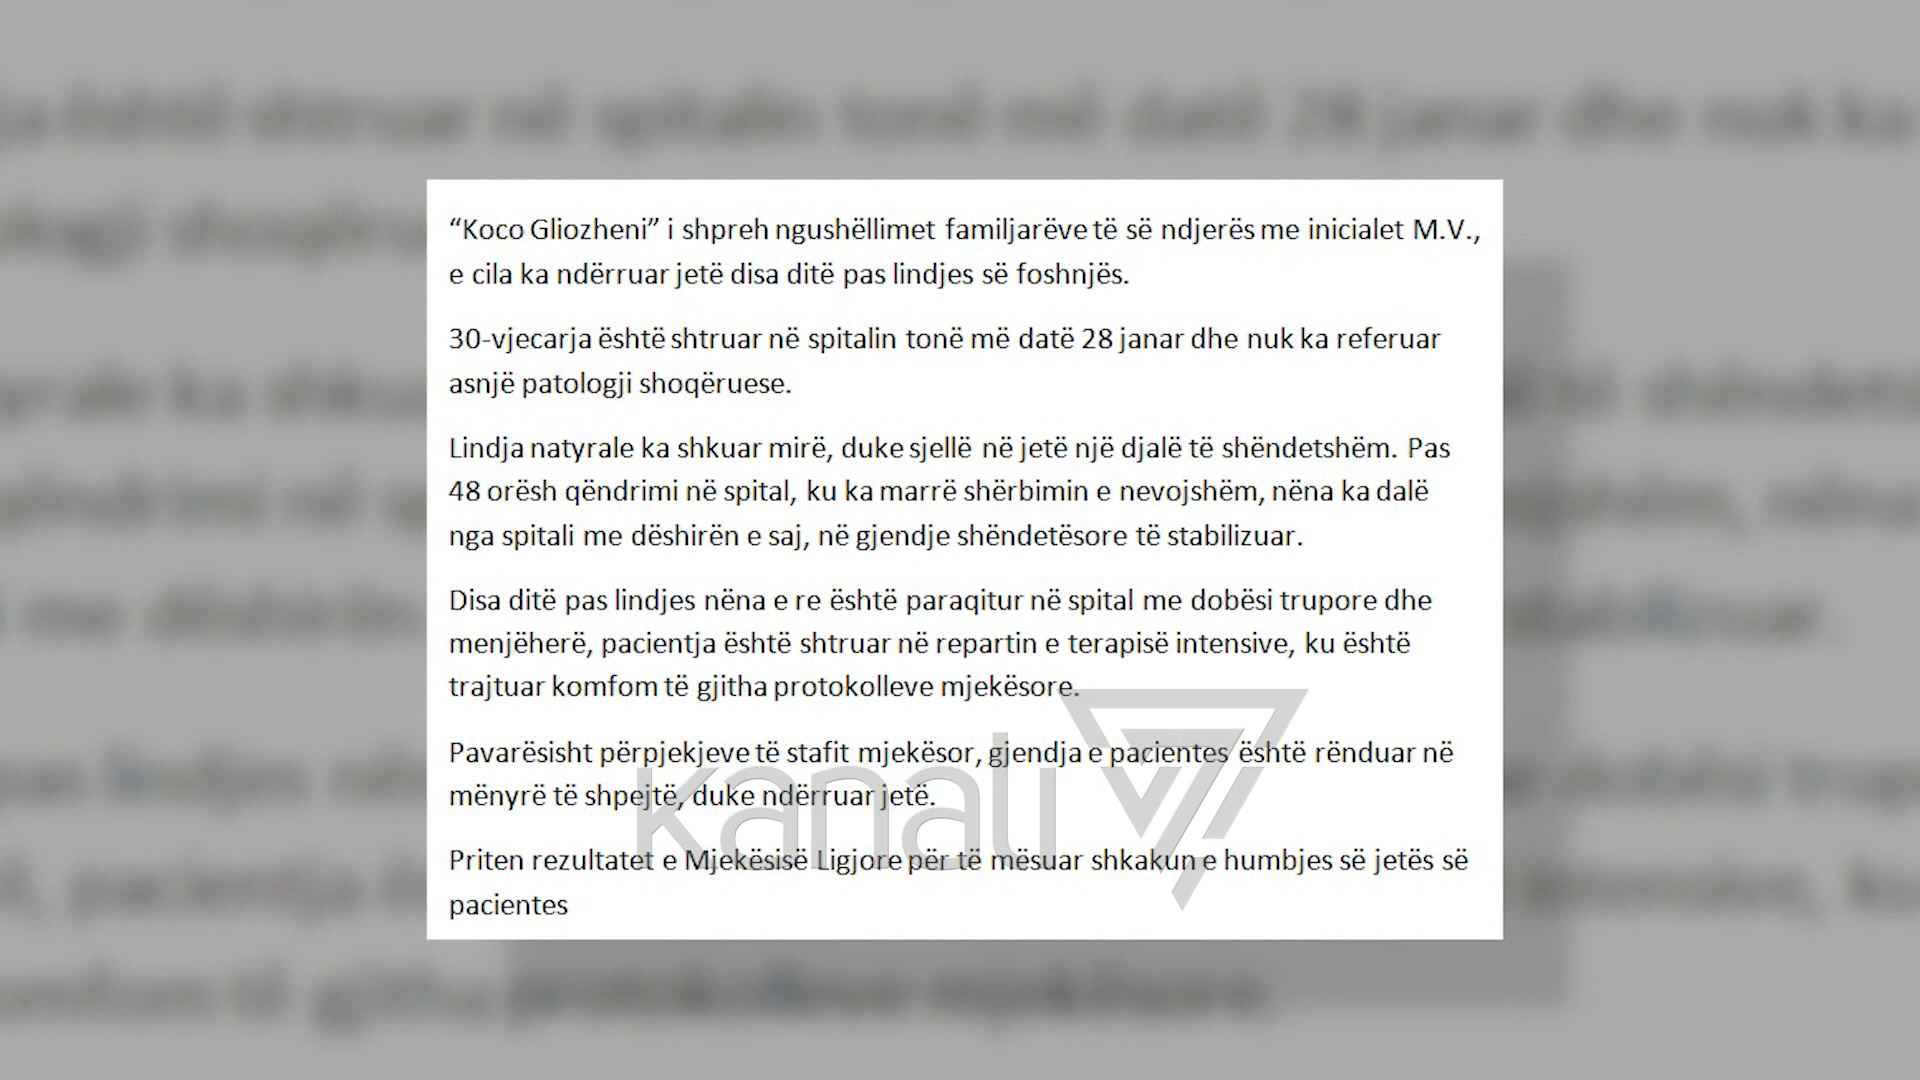 “Koco Gliozheni” i shpreh ngushëllimet familjarëve të së ndjerës me inicialet M.V.,
e cila ka ndërruar jetë disa ditë pas lindjes së foshnjës.
30-vjecarja është shtruar në spitalin tonë më datë 28 janar dhe nuk ka referuar
asnjë patologji shoqëruese.
Lindja natyrale ka shkuar mirë, duke sjellë në jetë një djalë të shëndetshëm. Pas
48 orësh qëndrimi në spital, ku ka marrë shërbimin e nevojshëm, nëna ka dalë
nga spitali me dëshirën e saj, në gjendje shëndetësore të stabilizuar.
Disa ditë pas lindjes nëna e re është paraqitur në spital me dobësi trupore dhe
menjëherë, pacientja është shtruar në repartin e terapisë intensive, ku është
trajtuar komfom të gjitha protokolleve mjekësore.
Pavarësisht përpjekjeve të stafit mjekësor, gjendja e pacientes është rënduar në
mënyrë të shpejtë, duke ndërruar jetë.
Priten rezultatet e Mjekësisë Ligjore për të mësuar shkakun e humbjes së jetës së
pacientes
kanali 7